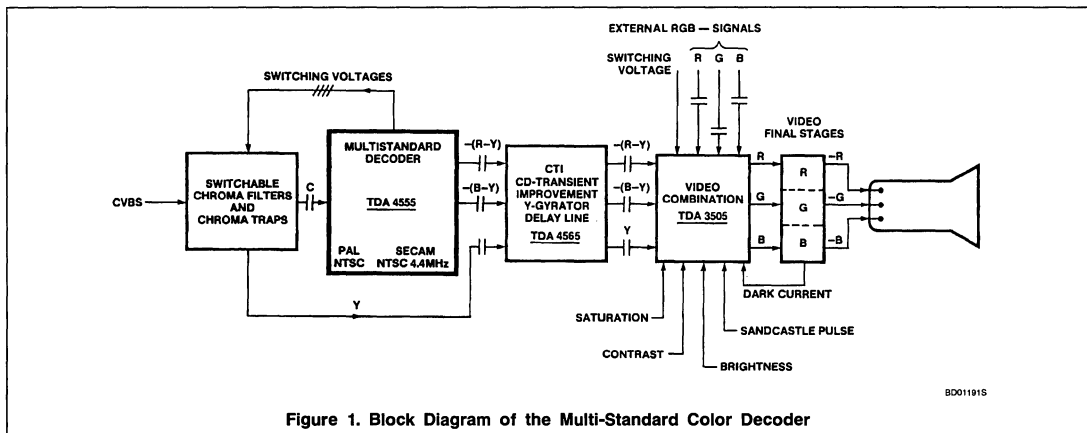 EXTERNAL RGB — SIGNALS
SWITCHING
VOLTAGE
R G B
SWITCHING VOLTAGES
VIDEO
FINAL STAGES
CVBS
SWITCHABLE
CHROMA FILTERS
AND
CHROMA TRAPS
C
MULTISTANDARD
DECODER
TDA 4555
PAL SECAM
NTSC NTSC 4.4MHz
–(R–Y)
–(B–Y)
Y
CTI
CD-TRANSIENT
IMPROVEMENT
Y-GYRATOR
DELAY LINE
TDA 4565
–(R–Y)
–(B–Y)
Y
VIDEO
COMBINATION
TDA 3505
R
G
B
R
G
B
–R
–G
–B
DARK CURRENT
SATURATION
CONTRAST
BRIGHTNESS
SANDCASTLE PULSE
BD01191S
Figure 1. Block Diagram of the Multi-Standard Color Decoder